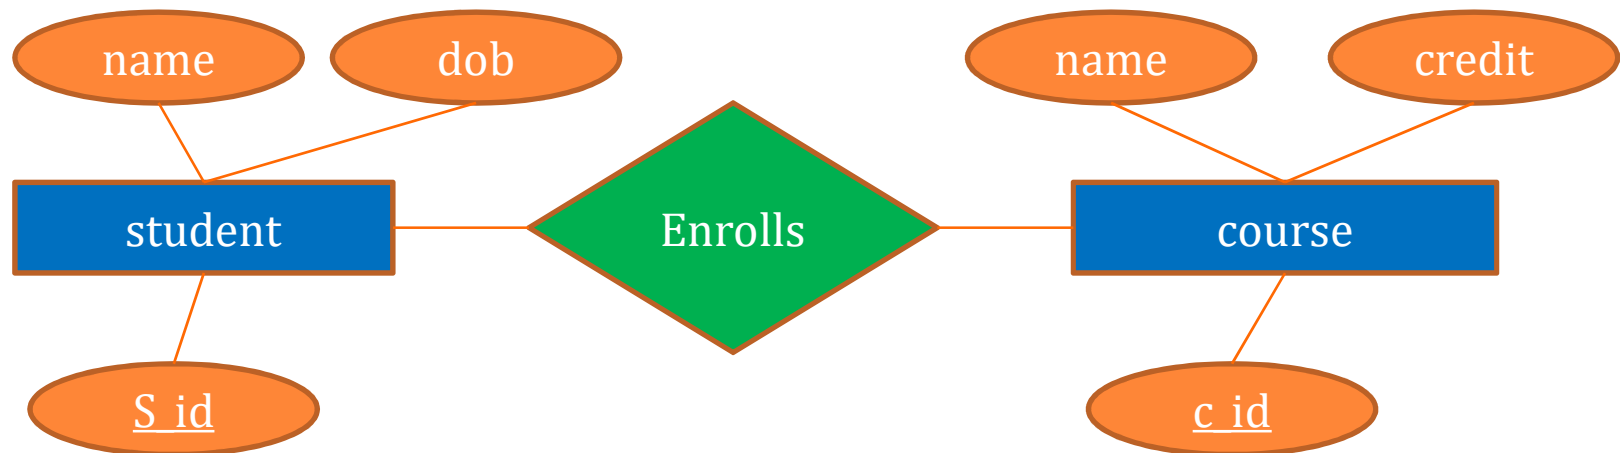 name
dob
name
credit
student
Enrolls
course
S_id
c_id